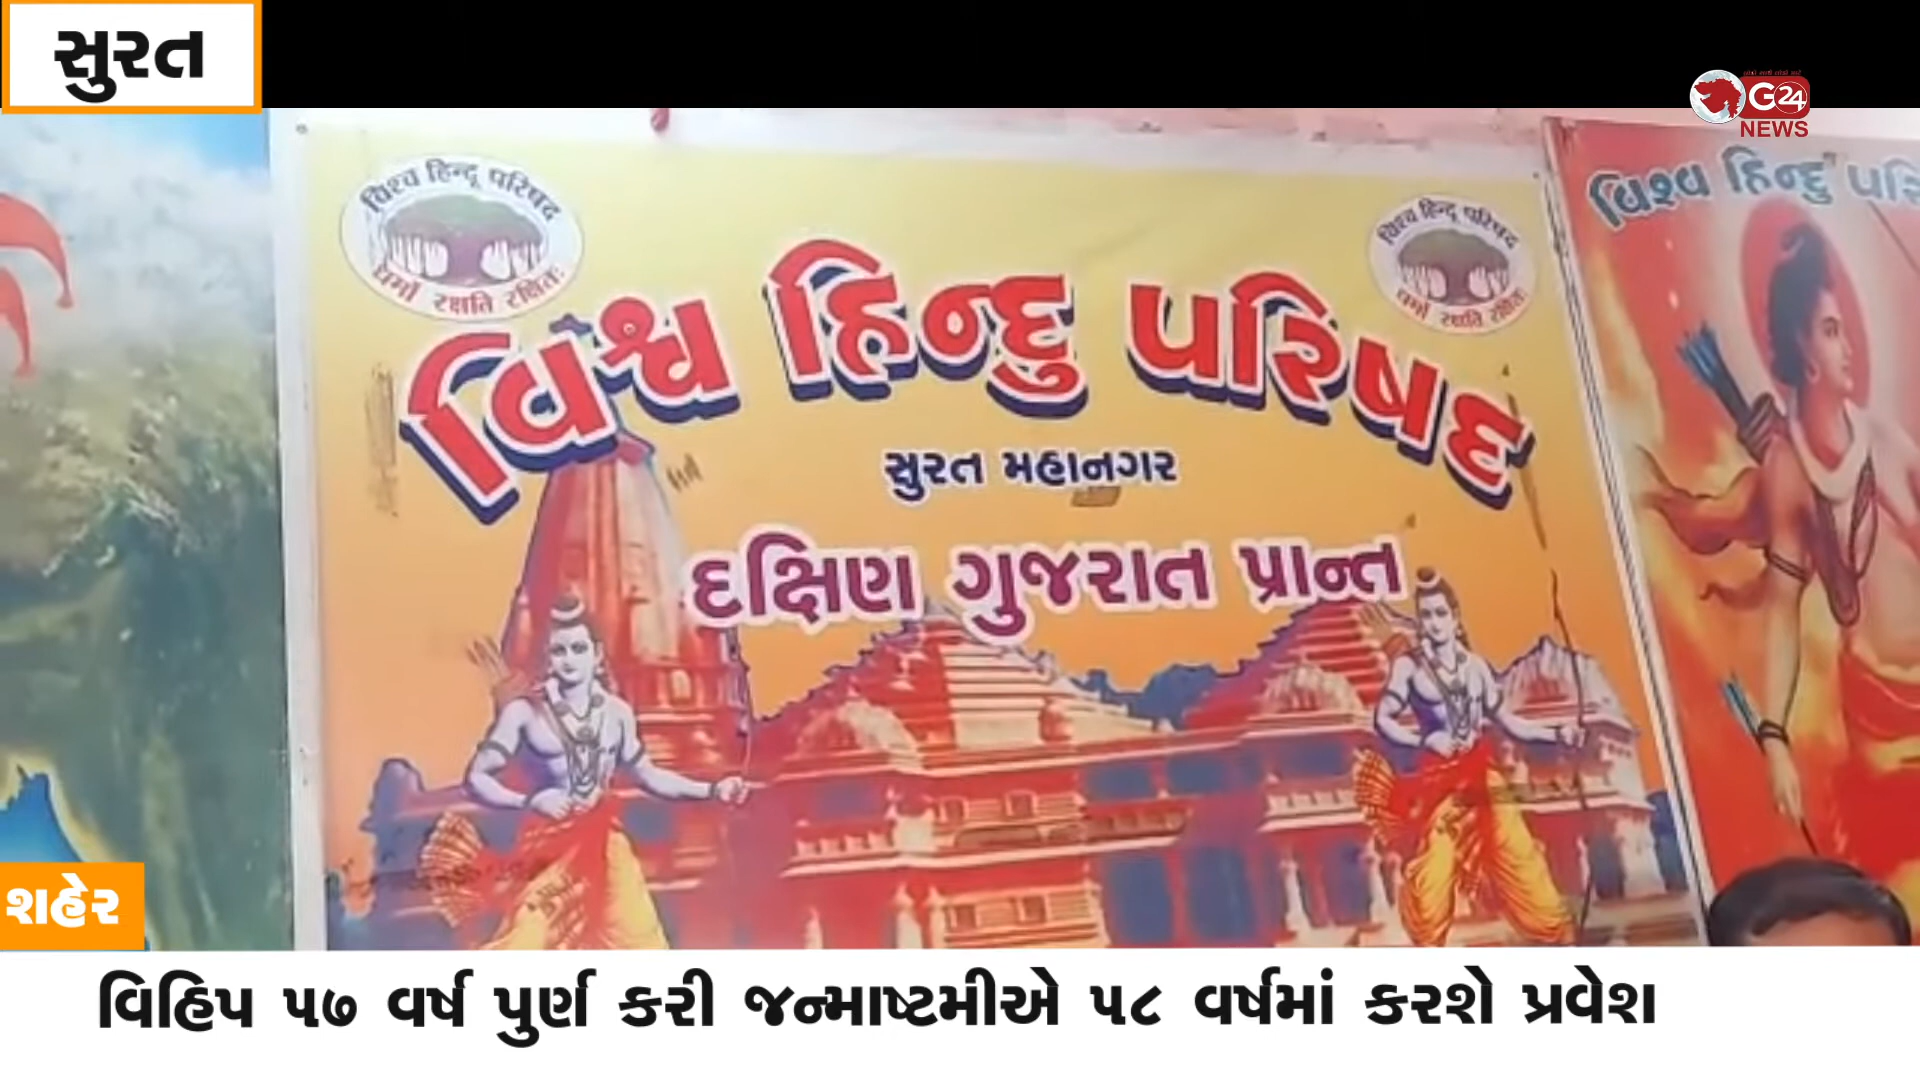 સુરત
G24
NEWS
વિશ્વ હિન્દૂ પરિષદ
ધર્મો રક્ષતિ રક્ષિતઃ
વિશ્વ હિન્દૂ પરિષદ
ધર્મો રક્ષતિ રક્ષિતઃ
વિશ્વ હિન્દુ પરિ
વિશ્વ હિન્દુ પરિષદ
સુરત મહાનગર
દક્ષિણ ગુજરાત પ્રાન્ત
શહેર
વિહિપ ૫૭ વર્ષ પુર્ણ કરી જન્માષ્ટમીએ ૫૮ વર્ષમાં કરશે પ્રવેશ